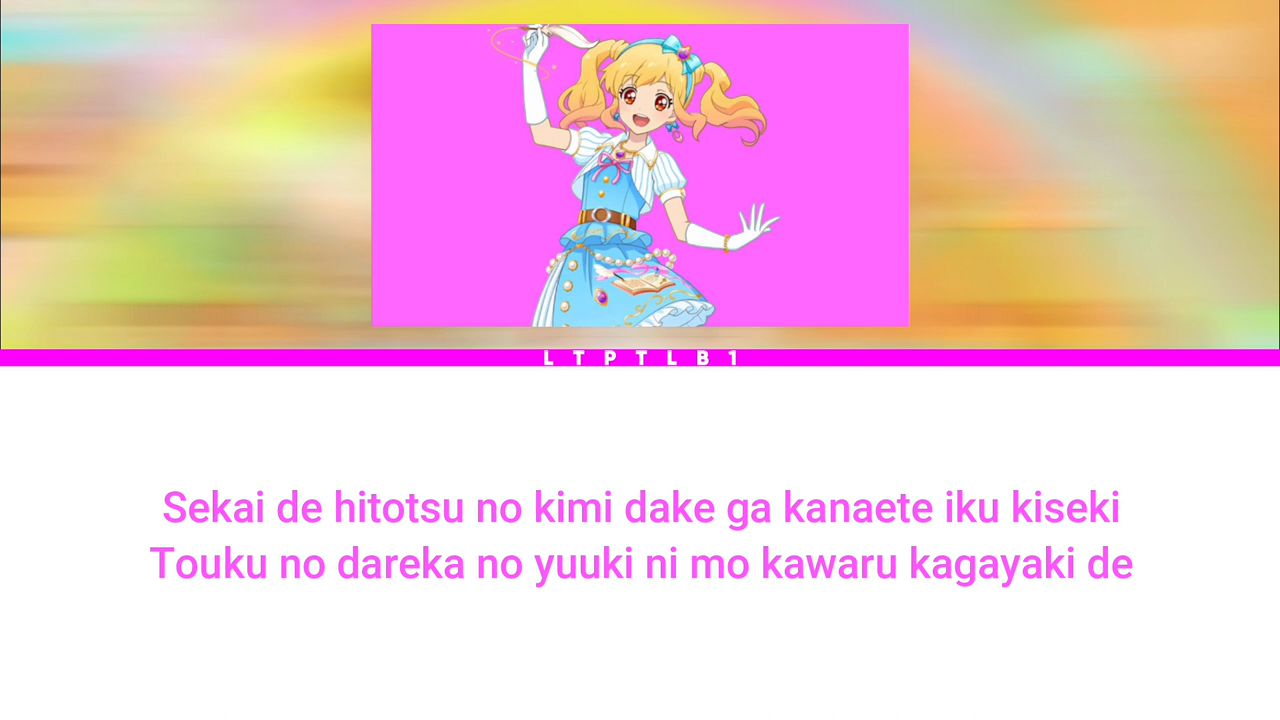 L T P T L B 1
Sekai de hitotsu no kimi dake ga kanaete iku kiseki
Touku no dareka no yuuki ni mo kawaru kagayaki de